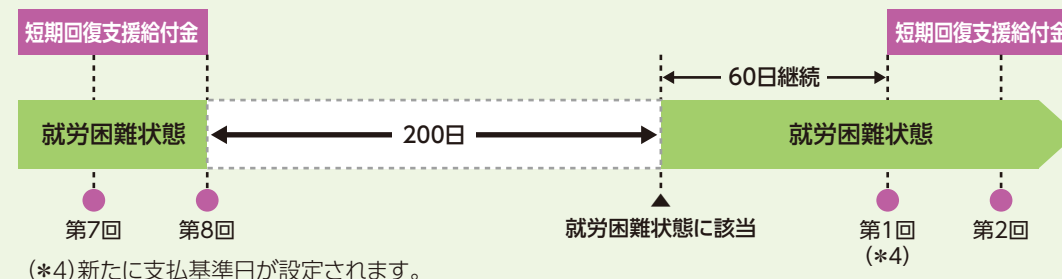 短期回復支援給付金
短期回復支援給付金
60日継続
就労困難状態
200日
就労困難状態
第7回
第8回
就労困難状態に該当
第1回
(*4)
第2回
(*4)新たに支払基準日が設定されます。